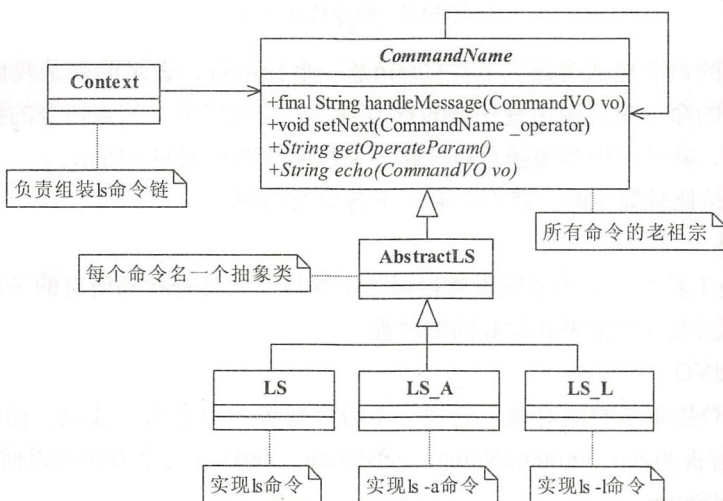 CommandName
Context
+final String handleMessage(CommandVO vo)
+void setNext(CommandName _operator)
+String getOperateParam()
+String echo(CommandVO vo)
负责组装ls命令链
所有命令的老祖宗
AbstractLS
每个命令名一个抽象类
LS
LS_A
LS_L
实现ls命令
实现ls -a命令
实现ls -l命令